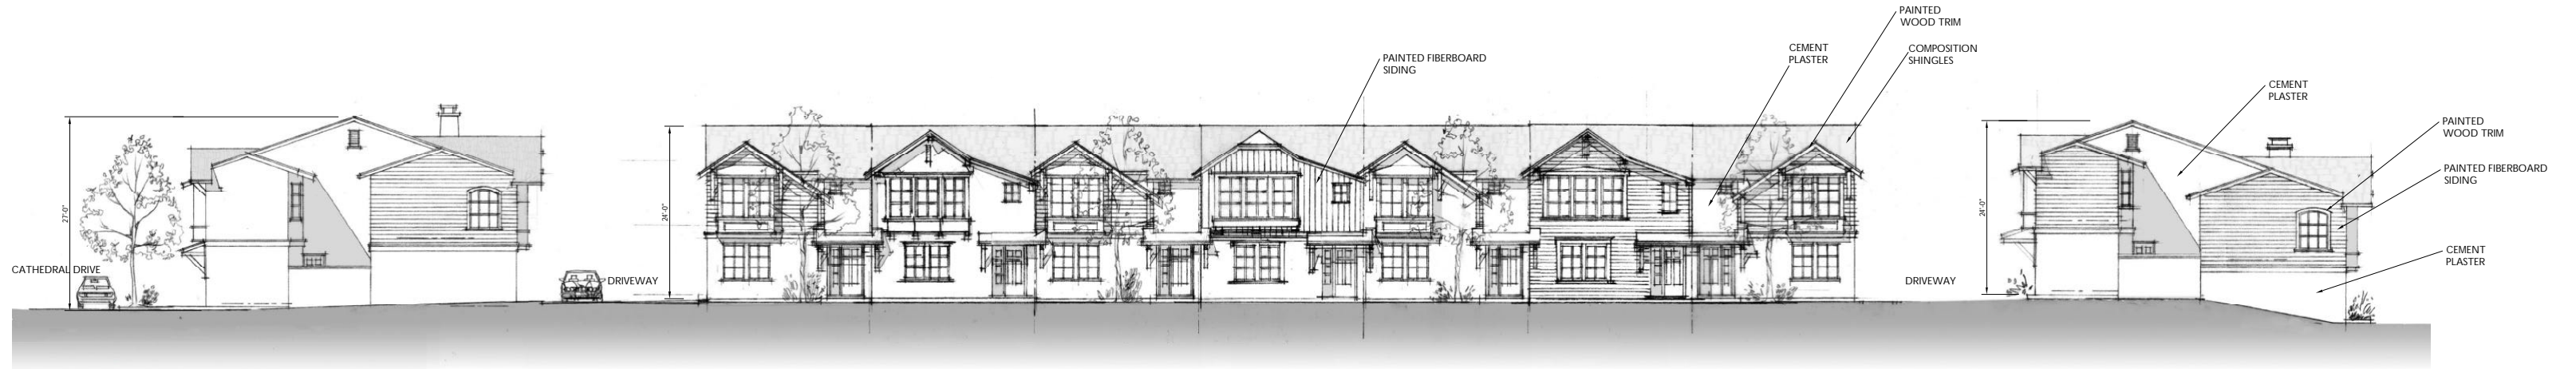 CATHEDRAL DRIVE
27'-0"
DRIVEWAY
24'-0"
PAINTED FIBERBOARD
SIDING
CEMENT
PLASTER
PAINTED
WOOD TRIM
COMPOSITION
SHINGLES
DRIVEWAY
24'-0"
CEMENT
PLASTER
PAINTED
WOOD TRIM
PAINTED FIBERBOARD
SIDING
CEMENT
PLASTER